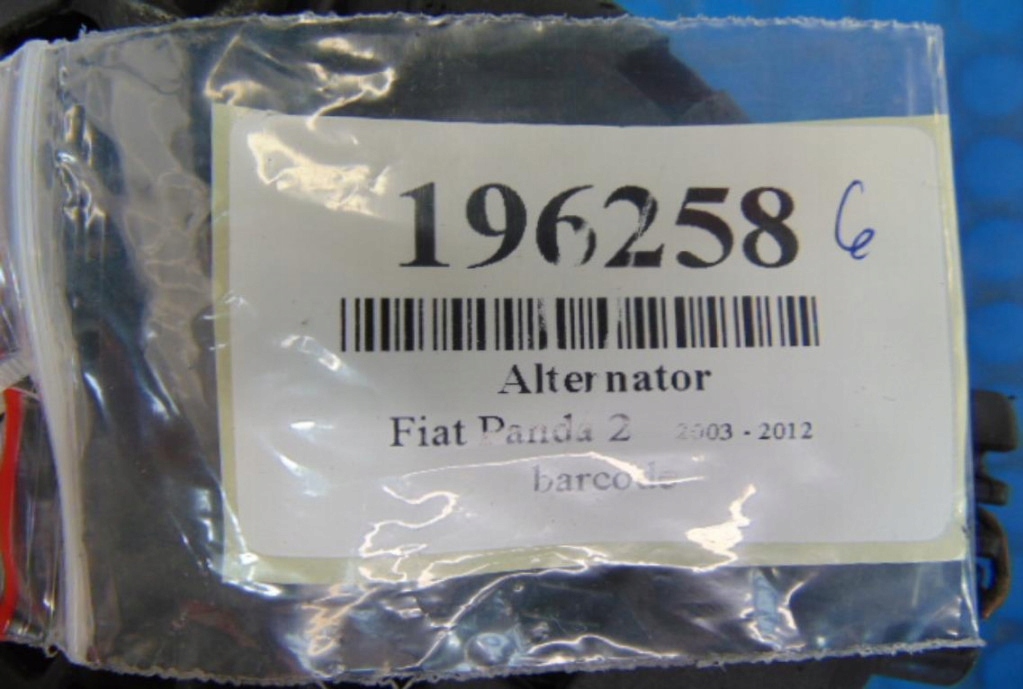 196258 6
Alternator
Fiat Panda 2 2003 - 2012
barcode